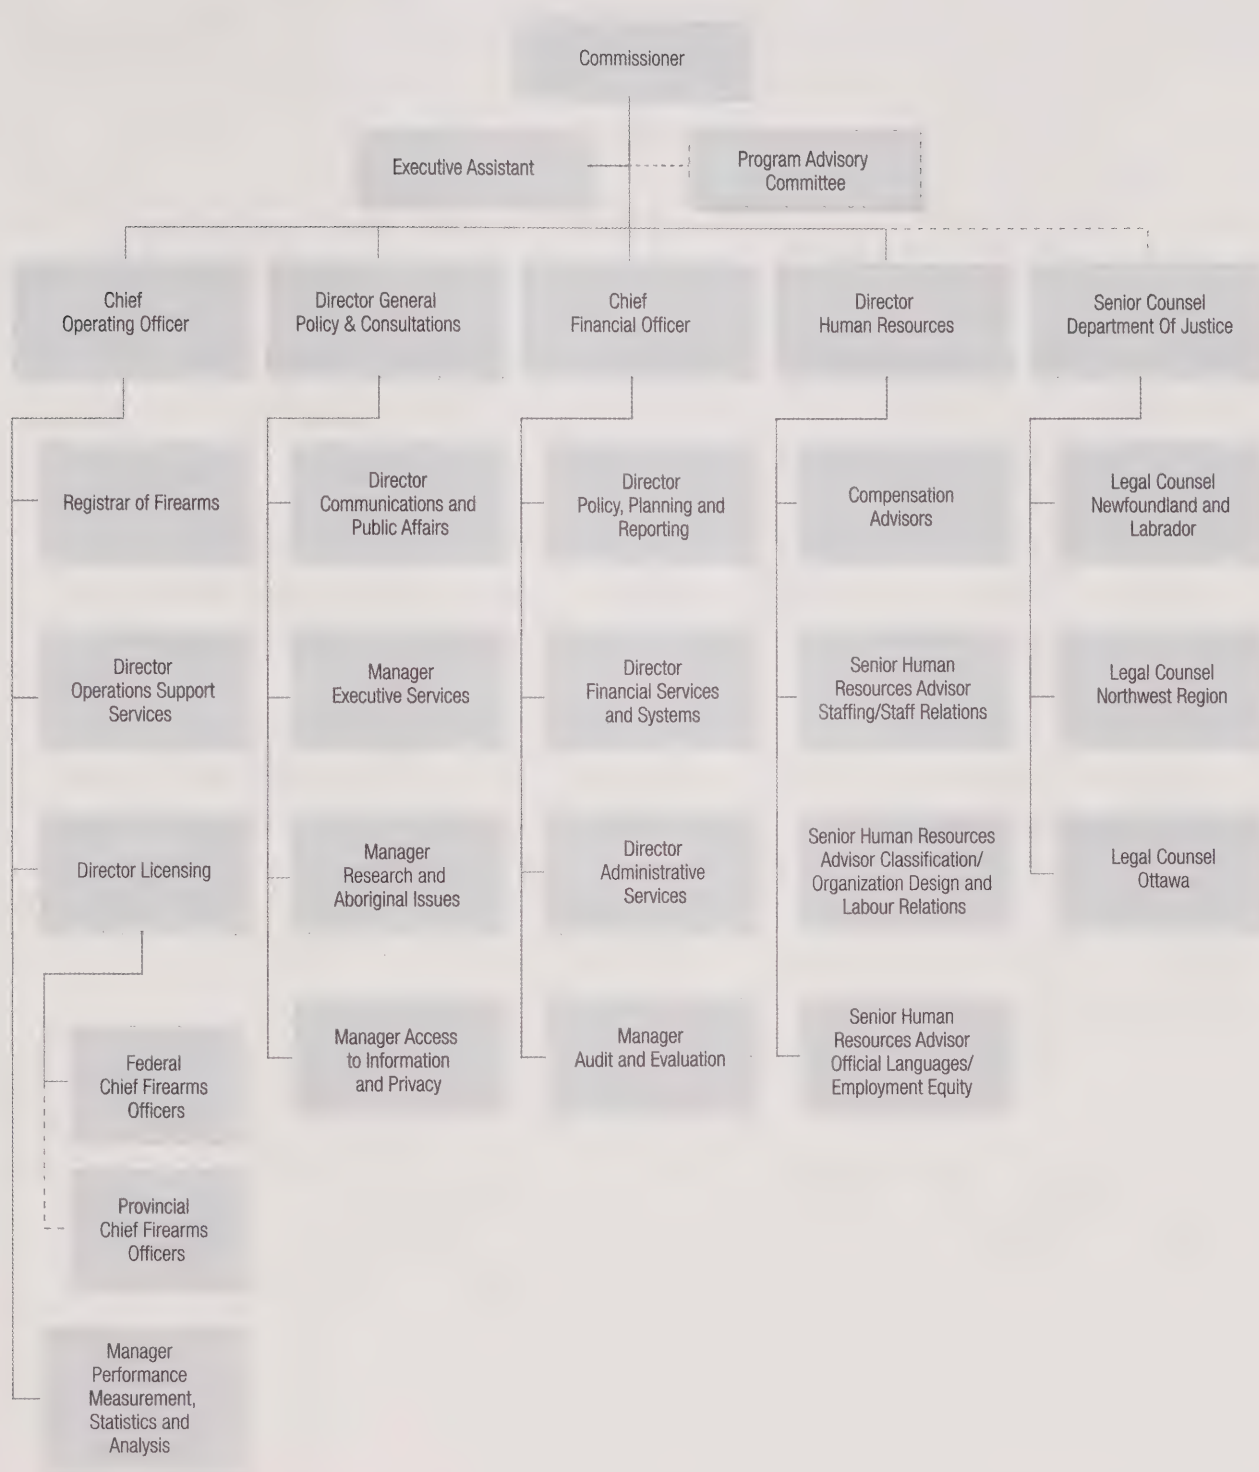 Commissioner
Executive Assistant
Program Advisory
Committee
Chief
Operating Officer
Director General
Policy & Consultations
Chief
Financial Officer
Director
Human Resources
Senior Counsel
Department Of Justice
Registrar of Firearms
Director
Communications and
Public Affairs
Director
Policy, Planning and
Reporting
Compensation
Advisors
Legal Counsel
Newfoundland and
Labrador
Director
Operations Support
Services
Manager
Executive Services
Director
Financial Services
and Systems
Senior Human
Resources Advisor
Staffing/Staff Relations
Legal Counsel
Northwest Region
Director Licensing
Manager
Research and
Aboriginal Issues
Director
Administrative
Services
Senior Human Resources
Advisor Classification/
Organization Design and
Labour Relations
Legal Counsel
Ottawa
Federal
Chief Firearms
Officers
Manager Access
to Information
and Privacy
Manager
Audit and Evaluation
Senior Human
Resources Advisor
Official Languages/
Employment Equity
Provincial
Chief Firearms
Officers
Manager
Performance
Measurement,
Statistics and
Analysis